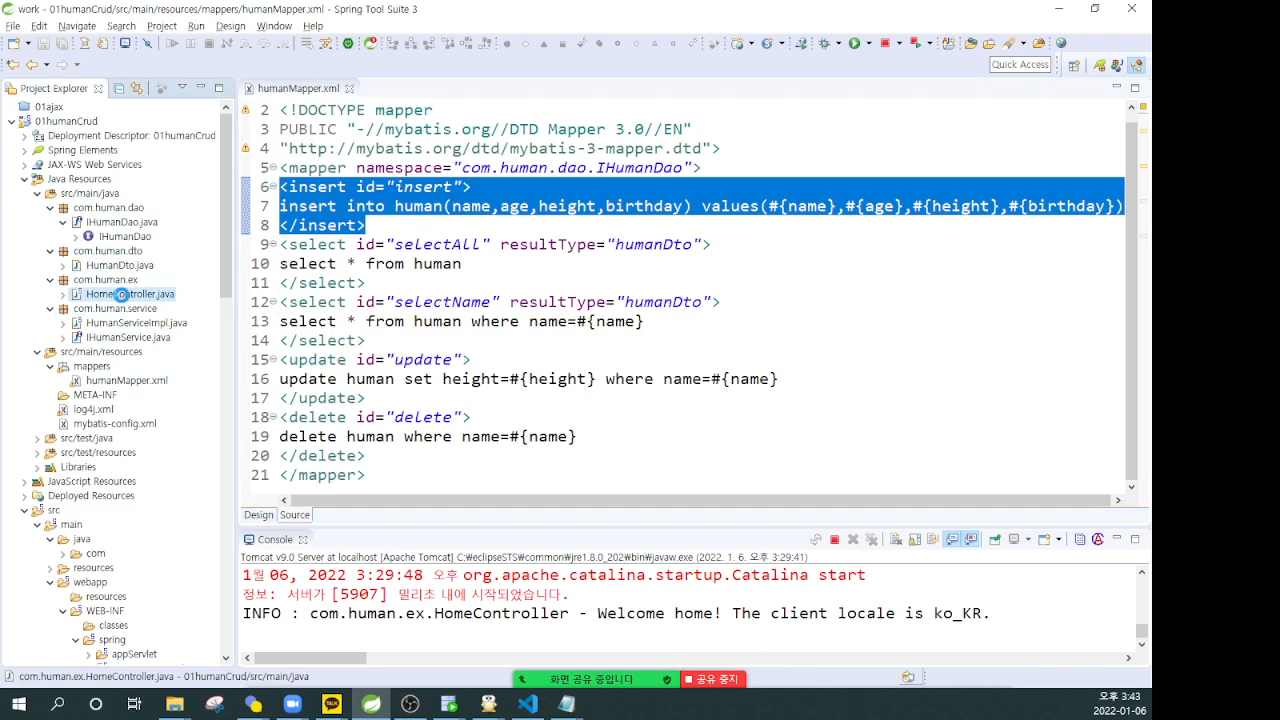 work - 01humanCrud/src/main/resources/mappers/humanMapper.xml - Spring Tool Suite 3
File Edit Navigate Search Project Run Design Window Help
Quick Access
Project Explorer
01ajax
01humanCrud
Deployment Descriptor: 01humanCrud
Spring Elements
JAX-WS Web Services
Java Resources
src/main/java
com.human.dao
IHumanDao.java
IHumanDao
com.human.dto
HumanDto.java
com.human.ex
HomeController.java
com.human.service
HumanServiceImpl.java
IHumanService.java
src/main/resources
mappers
humanMapper.xml
META-INF
log4j.xml
mybatis-config.xml
src/test/java
src/test/resources
Libraries
JavaScript Resources
Deployed Resources
src
main
java
com
resources
webapp
resources
WEB-INF
classes
spring
appServlet
humanMapper.xml
2 <!DOCTYPE mapper
3 PUBLIC "-//mybatis.org//DTD Mapper 3.0//EN"
4 "http://mybatis.org/dtd/mybatis-3-mapper.dtd">
5 <mapper namespace="com.human.dao.IHumanDao">
6 <insert id="insert">
7 insert into human(name,age,height,birthday) values(#{name},#{age},#{height},#{birthday})
8 </insert>
9 <select id="selectAll" resultType="humanDto">
10 select * from human
11 </select>
12 <select id="selectName" resultType="humanDto">
13 select * from human where name=#{name}
14 </select>
15 <update id="update">
16 update human set height=#{height} where name=#{name}
17 </update>
18 <delete id="delete">
19 delete human where name=#{name}
20 </delete>
21 </mapper>
Design Source
Console
Tomcat v9.0 Server at localhost [Apache Tomcat] C:\eclipseSTS\common\jre1.8.0_202\bin\javaw.exe (2022. 1. 6. 오후 3:29:41)
1월 06, 2022 3:29:48 오후 org.apache.catalina.startup.Catalina start
정보: 서버가 [5907] 밀리초 내에 시작되었습니다.
INFO : com.human.ex.HomeController - Welcome home! The client locale is ko_KR.
com.human.ex.HomeController.java - 01humanCrud/src/main/java
화면 공유 중입니다
공유 중지
TALK
오후 3:43
2022-01-06